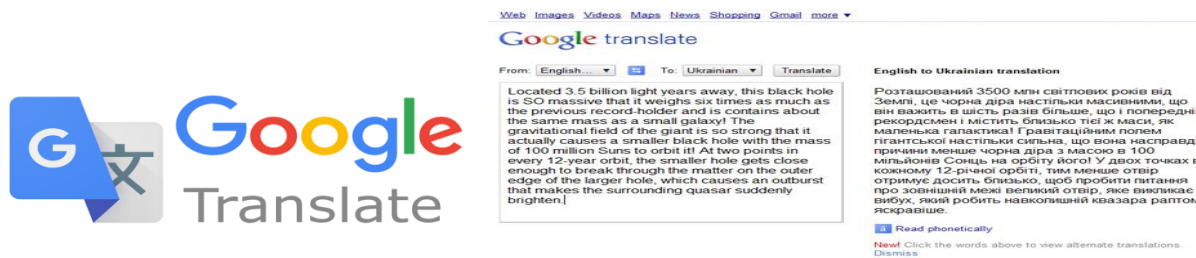 G
文
Google
Translate
Web Images Videos Maps News Shopping Gmail more ▼
Google translate
From: English... ▼ To: Ukrainian ▼ Translate
Located 3.5 billion light years away, this black hole
is SO massive that it weighs six times as much as
the previous record-holder and is contains about
the same mass as a small galaxy! The
gravitational field of the giant is so strong that it
actually causes a smaller black hole with the mass
of 100 million Suns to orbit it! At two points in
every 12-year orbit, the smaller hole gets close
enough to break through the matter on the outer
edge of the larger hole, which causes an outburst
that makes the surrounding quasar suddenly
brighten.
English to Ukrainian translation
Розташований 3500 млн світлових років від
Землі, це чорна діра настільки масивними, що
він важить в шість разів більше, що і попередні
рекордсмен і містить близько тієї ж маси, як
маленька галактика! Гравітаційним полем
гігантської настільки сильна, що вона насправд
причини менше чорна діра з масою в 100
мільйонів Сонць на орбіту його! У двох точках в
кожному 12-річної орбіті, тим менше отвір
отримує досить близько, щоб пробити питання
про зовнішній межі великий отвір, яке викликає
вибух, який робить навколишній квазара раптом
яскравіше.
ä Read phonetically
New! Click the words above to view alternate translations.
Dismiss